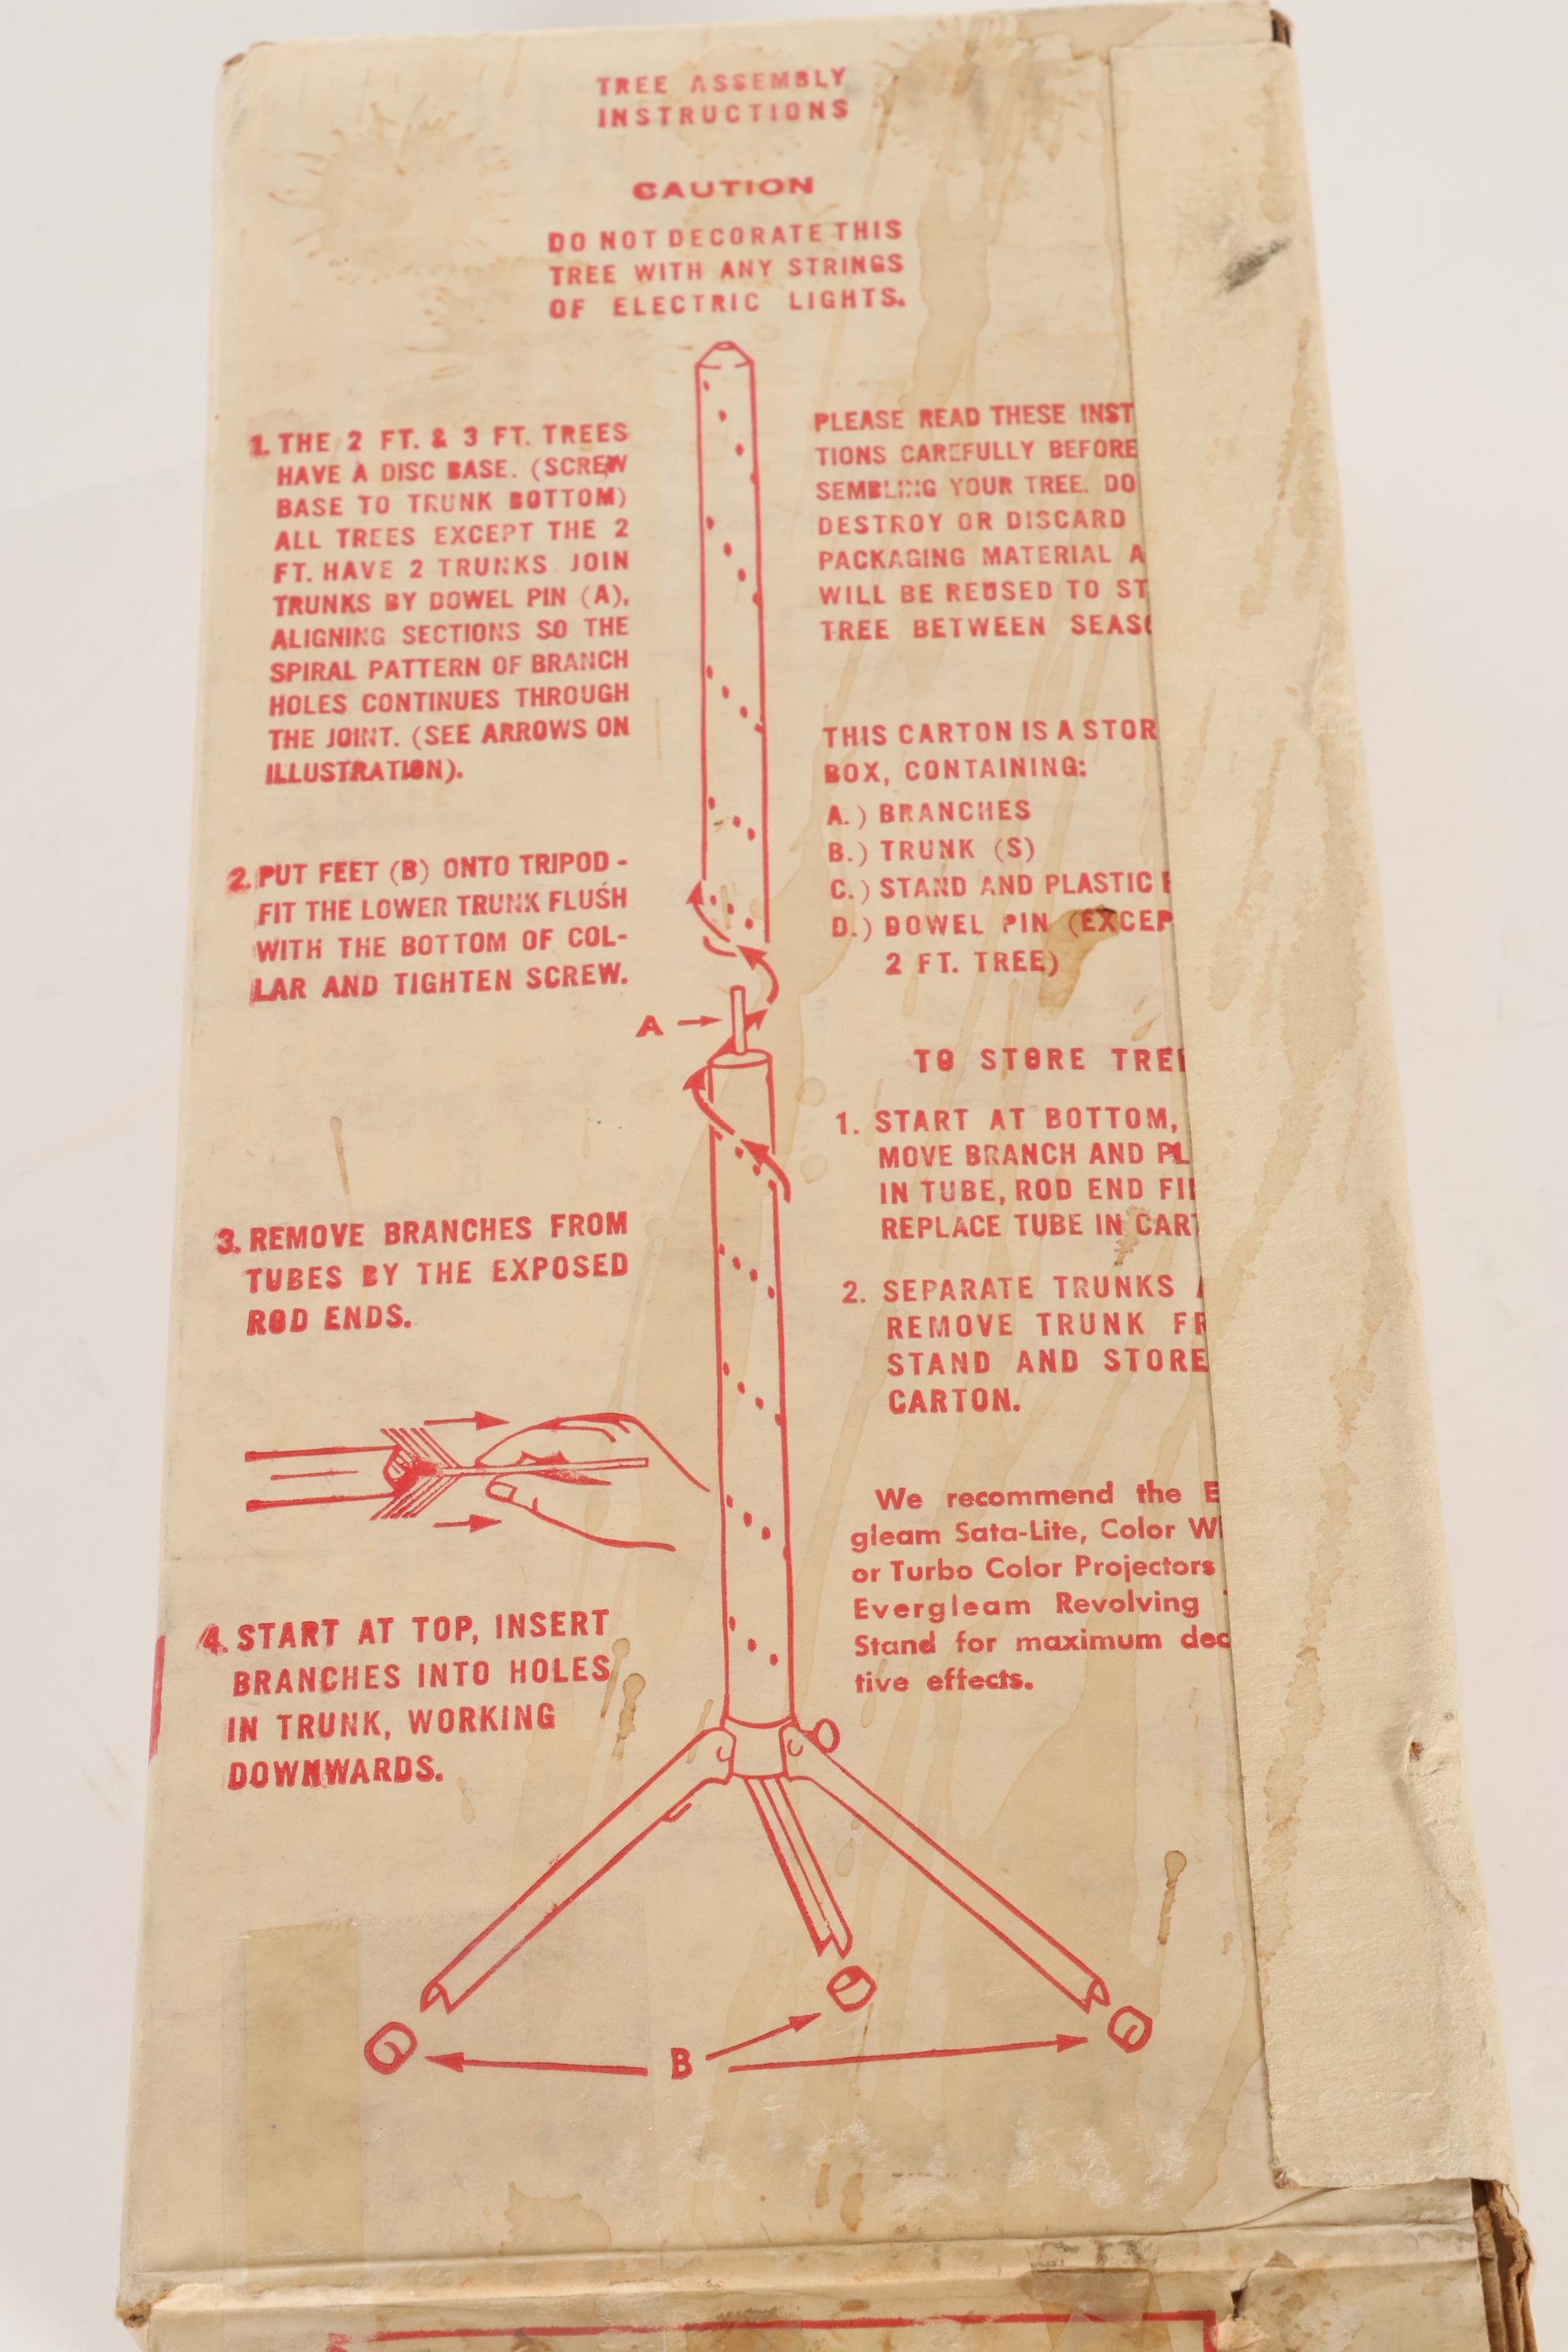 TREE ASSEMBLY
INSTRUCTIONS
CAUTION
DO NOT DECORATE THIS
TREE WITH ANY STRINGS
OF ELECTRIC LIGHTS.
1. THE 2 FT. & 3 FT. TREES
HAVE A DISC BASE. (SCREW
BASE TO TRUNK BOTTOM)
ALL TREES EXCEPT THE 2
FT. HAVE 2 TRUNKS JOIN
TRUNKS BY DOWEL PIN (A),
ALIGNING SECTIONS SO THE
SPIRAL PATTERN OF BRANCH
HOLES CONTINUES THROUGH
THE JOINT. (SEE ARROWS ON
ILLUSTRATION).
2. PUT FEET (B) ONTO TRIPOD -
FIT THE LOWER TRUNK FLUSH
WITH THE BOTTOM OF COL-
LAR AND TIGHTEN SCREW.
3. REMOVE BRANCHES FROM
TUBES BY THE EXPOSED
ROD ENDS.
4. START AT TOP, INSERT
BRANCHES INTO HOLES
IN TRUNK, WORKING
DOWNWARDS.
A
B
PLEASE READ THESE INST
TIONS CAREFULLY BEFORE
SEMBLING YOUR TREE. DO
DESTROY OR DISCARD
PACKAGING MATERIAL A
WILL BE REUSED TO ST
TREE BETWEEN SEAS
THIS CARTON IS A STOR
BOX, CONTAINING:
A.) BRANCHES
B.) TRUNK (S)
C.) STAND AND PLASTIC
D.) DOWEL PIN (EXCEP
2 FT. TREE)
TO STORE TREE
1. START AT BOTTOM,
MOVE BRANCH AND PL
IN TUBE, ROD END FI
REPLACE TUBE IN CART
2. SEPARATE TRUNKS
REMOVE TRUNK FR
STAND AND STORE
CARTON.
We recommend the E
gleam Sata-Lite, Color W
or Turbo Color Projectors
Evergleam Revolving
Stand for maximum dec
tive effects.